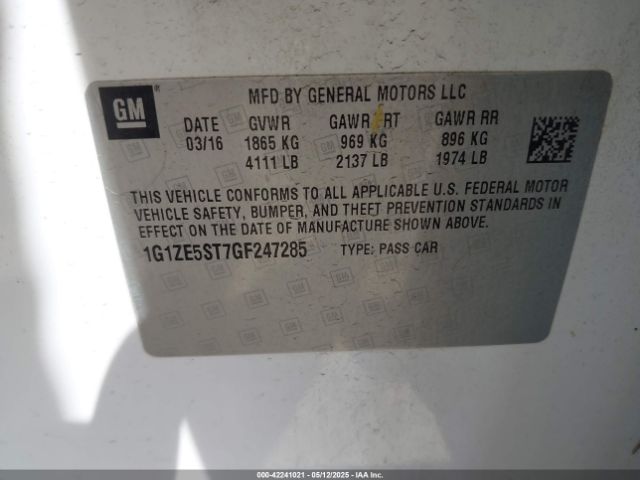 GM
MFD BY GENERAL MOTORS LLC
DATE GVWR GAWR FRT GAWR RR
03/16 1865 KG 969 KG 896 KG
4111 LB 2137 LB 1974 LB
THIS VEHICLE CONFORMS TO ALL APPLICABLE U.S. FEDERAL MOTOR
VEHICLE SAFETY, BUMPER, AND THEFT PREVENTION STANDARDS IN
EFFECT ON THE DATE OF MANUFACTURE SHOWN ABOVE.
1G1ZE5ST7GF247285 TYPE: PASS CAR
000-42241021 - 05/12/2025 - IAAI.COM